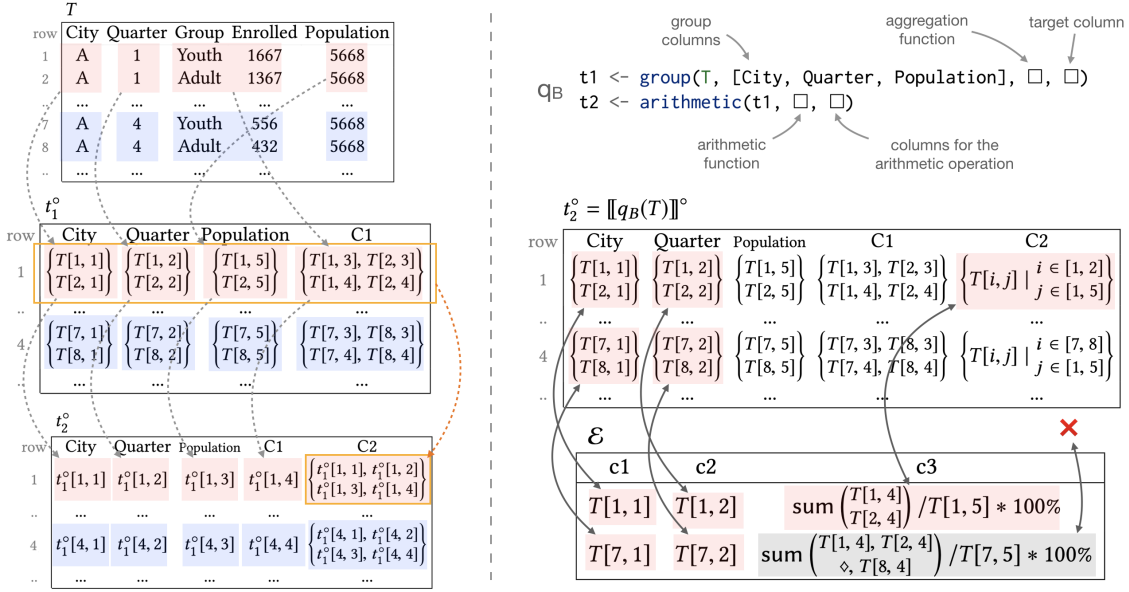 T
row City Quarter Group Enrolled Population
1 A 1 Youth 1667 5668
2 A 1 Adult 1367 5668
.. ... ... ... ... ...
7 A 4 Youth 556 5668
8 A 4 Adult 432 5668
.. ... ... ... ... ...
t₁°
row City Quarter Population C1
1 {T[1, 1] T[2, 1]} {T[1, 2] T[2, 2]} {T[1, 5] T[2, 5]} {T[1, 3], T[2, 3] T[1, 4], T[2, 4]}
.. ... ... ... ...
4 {T[7, 1] T[8, 1]} {T[7, 2] T[8, 2]} {T[7, 5] T[8, 5]} {T[7, 3], T[8, 3] T[7, 4], T[8, 4]}
.. ... ... ... ...
t₂°
row City Quarter Population C1 C2
1 t₁°[1, 1] t₁°[1, 2] t₁°[1, 3] t₁°[1, 4] {t₁°[1, 1], t₁°[1, 2] t₁°[1, 3], t₁°[1, 4]}
.. ... ... ... ... ...
4 t₁°[4, 1] t₁°[4, 2] t₁°[4, 3] t₁°[4, 4] {t₁°[4, 1], t₁°[4, 2] t₁°[4, 3], t₁°[4, 4]}
.. ... ... ... ... ...
group columns
aggregation function
target column
q_B
t1 <- group(T, [City, Quarter, Population], □, □)
t2 <- arithmetic(t1, □, □)
arithmetic function
columns for the arithmetic operation
t₂° = ⟦q_B(T)⟧°
row City Quarter Population C1 C2
1 {T[1, 1] T[2, 1]} {T[1, 2] T[2, 2]} {T[1, 5] T[2, 5]} {T[1, 3], T[2, 3] T[1, 4], T[2, 4]} {T[i, j] | i ∈ [1, 2] j ∈ [1, 5]}
.. ... ... ... ... ...
4 {T[7, 1] T[8, 1]} {T[7, 2] T[8, 2]} {T[7, 5] T[8, 5]} {T[7, 3], T[8, 3] T[7, 4], T[8, 4]} {T[i, j] | i ∈ [7, 8] j ∈ [1, 5]}
.. ... ... ... ... ...
ℰ
c1 c2 c3
T[1, 1] T[1, 2] sum (T[1, 4] T[2, 4]) /T[1, 5] * 100%
T[7, 1] T[7, 2] sum (T[1, 4], T[2, 4] ⋄, T[8, 4]) /T[7, 5] * 100%